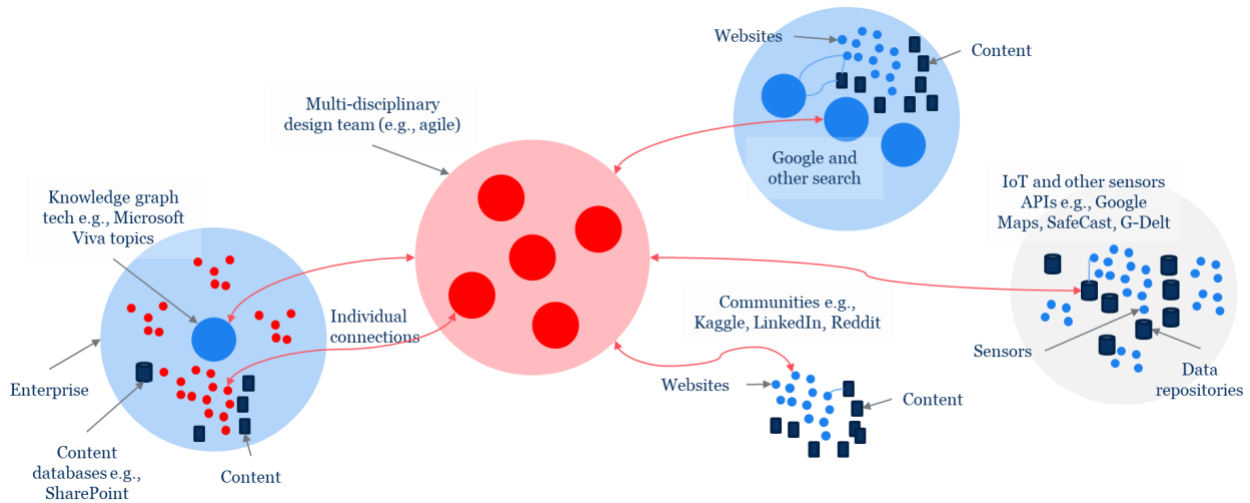 Websites
Content
Multi-disciplinary
design team (e.g., agile)
Google and
other search
Knowledge graph
tech e.g., Microsoft
Viva topics
IoT and other sensors
APIs e.g., Google
Maps, SafeCast, G-Delt
Individual
connections
Communities e.g.,
Kaggle, LinkedIn, Reddit
Enterprise
Websites
Content
Sensors
Data
repositories
Content
databases e.g.,
SharePoint
Content